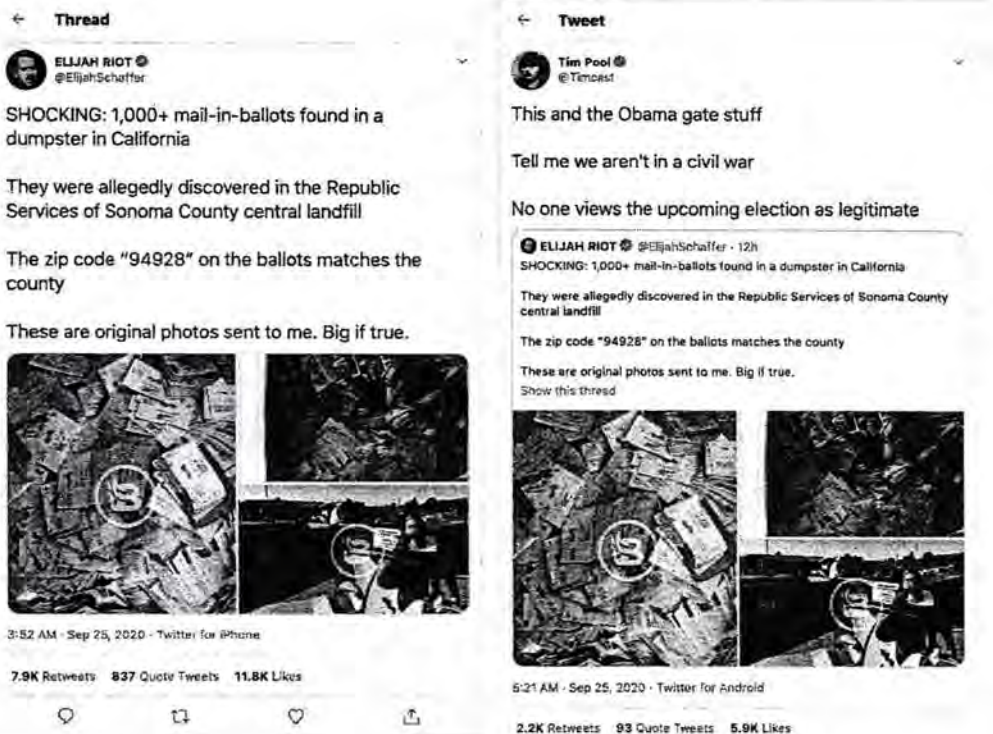 ← Thread
ELIJAH RIOT
@ElijahSchaffer
SHOCKING: 1,000+ mail-in-ballots found in a
dumpster in California
They were allegedly discovered in the Republic
Services of Sonoma County central landfill
The zip code "94928" on the ballots matches the
county
These are original photos sent to me. Big if true.
3:52 AM · Sep 25, 2020 · Twitter for iPhone
7.9K Retweets 837 Quote Tweets 11.8K Likes
← Tweet
Tim Pool
@Timcast
This and the Obama gate stuff
Tell me we aren't in a civil war
No one views the upcoming election as legitimate
ELIJAH RIOT @ElijahSchaffer · 12h
SHOCKING: 1,000+ mail-in-ballots found in a dumpster in California
They were allegedly discovered in the Republic Services of Sonoma County
central landfill
The zip code "94928" on the ballots matches the county
These are original photos sent to me. Big if true.
Show this thread
5:21 AM · Sep 25, 2020 · Twitter for Android
2.2K Retweets 93 Quote Tweets 5.9K Likes